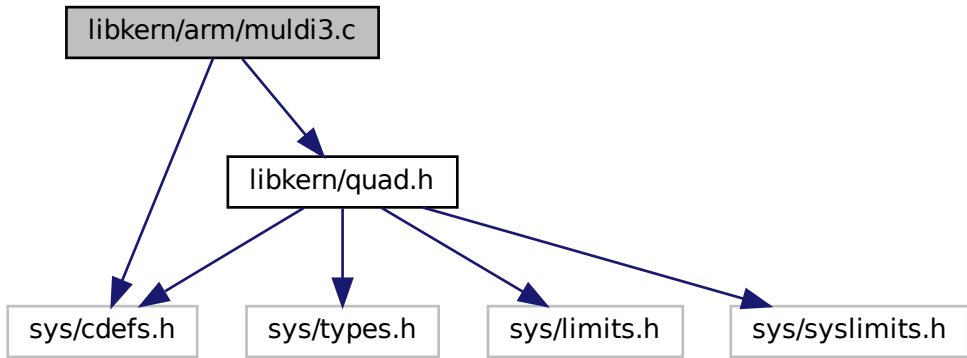 libkern/arm/muldi3.c
libkern/quad.h
sys/cdefs.h
sys/types.h
sys/limits.h
sys/syslimits.h